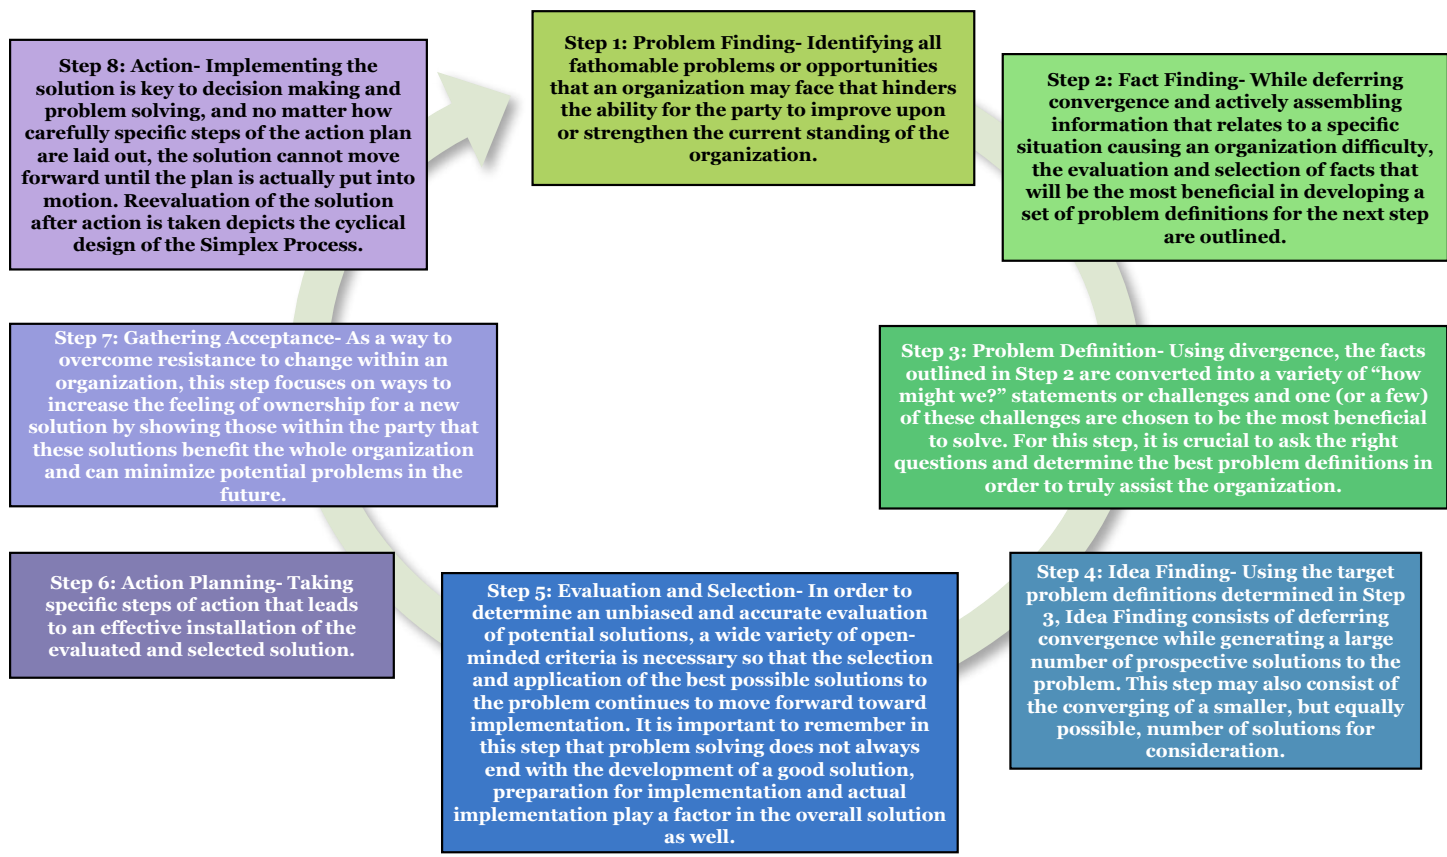 Step 1: Problem Finding- Identifying all
fathomable problems or opportunities
that an organization may face that hinders
the ability for the party to improve upon
or strengthen the current standing of the
organization.
Step 2: Fact Finding- While deferring
convergence and actively assembling
information that relates to a specific
situation causing an organization difficulty,
the evaluation and selection of facts that
will be the most beneficial in developing a
set of problem definitions for the next step
are outlined.
Step 3: Problem Definition- Using divergence, the facts
outlined in Step 2 are converted into a variety of “how
might we?” statements or challenges and one (or a few)
of these challenges are chosen to be the most beneficial
to solve. For this step, it is crucial to ask the right
questions and determine the best problem definitions in
order to truly assist the organization.
Step 4: Idea Finding- Using the target
problem definitions determined in Step
3, Idea Finding consists of deferring
convergence while generating a large
number of prospective solutions to the
problem. This step may also consist of
the converging of a smaller, but equally
possible, number of solutions for
consideration.
Step 5: Evaluation and Selection- In order to
determine an unbiased and accurate evaluation
of potential solutions, a wide variety of open-
minded criteria is necessary so that the selection
and application of the best possible solutions to
the problem continues to move forward toward
implementation. It is important to remember in
this step that problem solving does not always
end with the development of a good solution,
preparation for implementation and actual
implementation play a factor in the overall solution
as well.
Step 6: Action Planning- Taking
specific steps of action that leads
to an effective installation of the
evaluated and selected solution.
Step 7: Gathering Acceptance- As a way to
overcome resistance to change within an
organization, this step focuses on ways to
increase the feeling of ownership for a new
solution by showing those within the party that
these solutions benefit the whole organization
and can minimize potential problems in the
future.
Step 8: Action- Implementing the
solution is key to decision making and
problem solving, and no matter how
carefully specific steps of the action plan
are laid out, the solution cannot move
forward until the plan is actually put into
motion. Reevaluation of the solution
after action is taken depicts the cyclical
design of the Simplex Process.